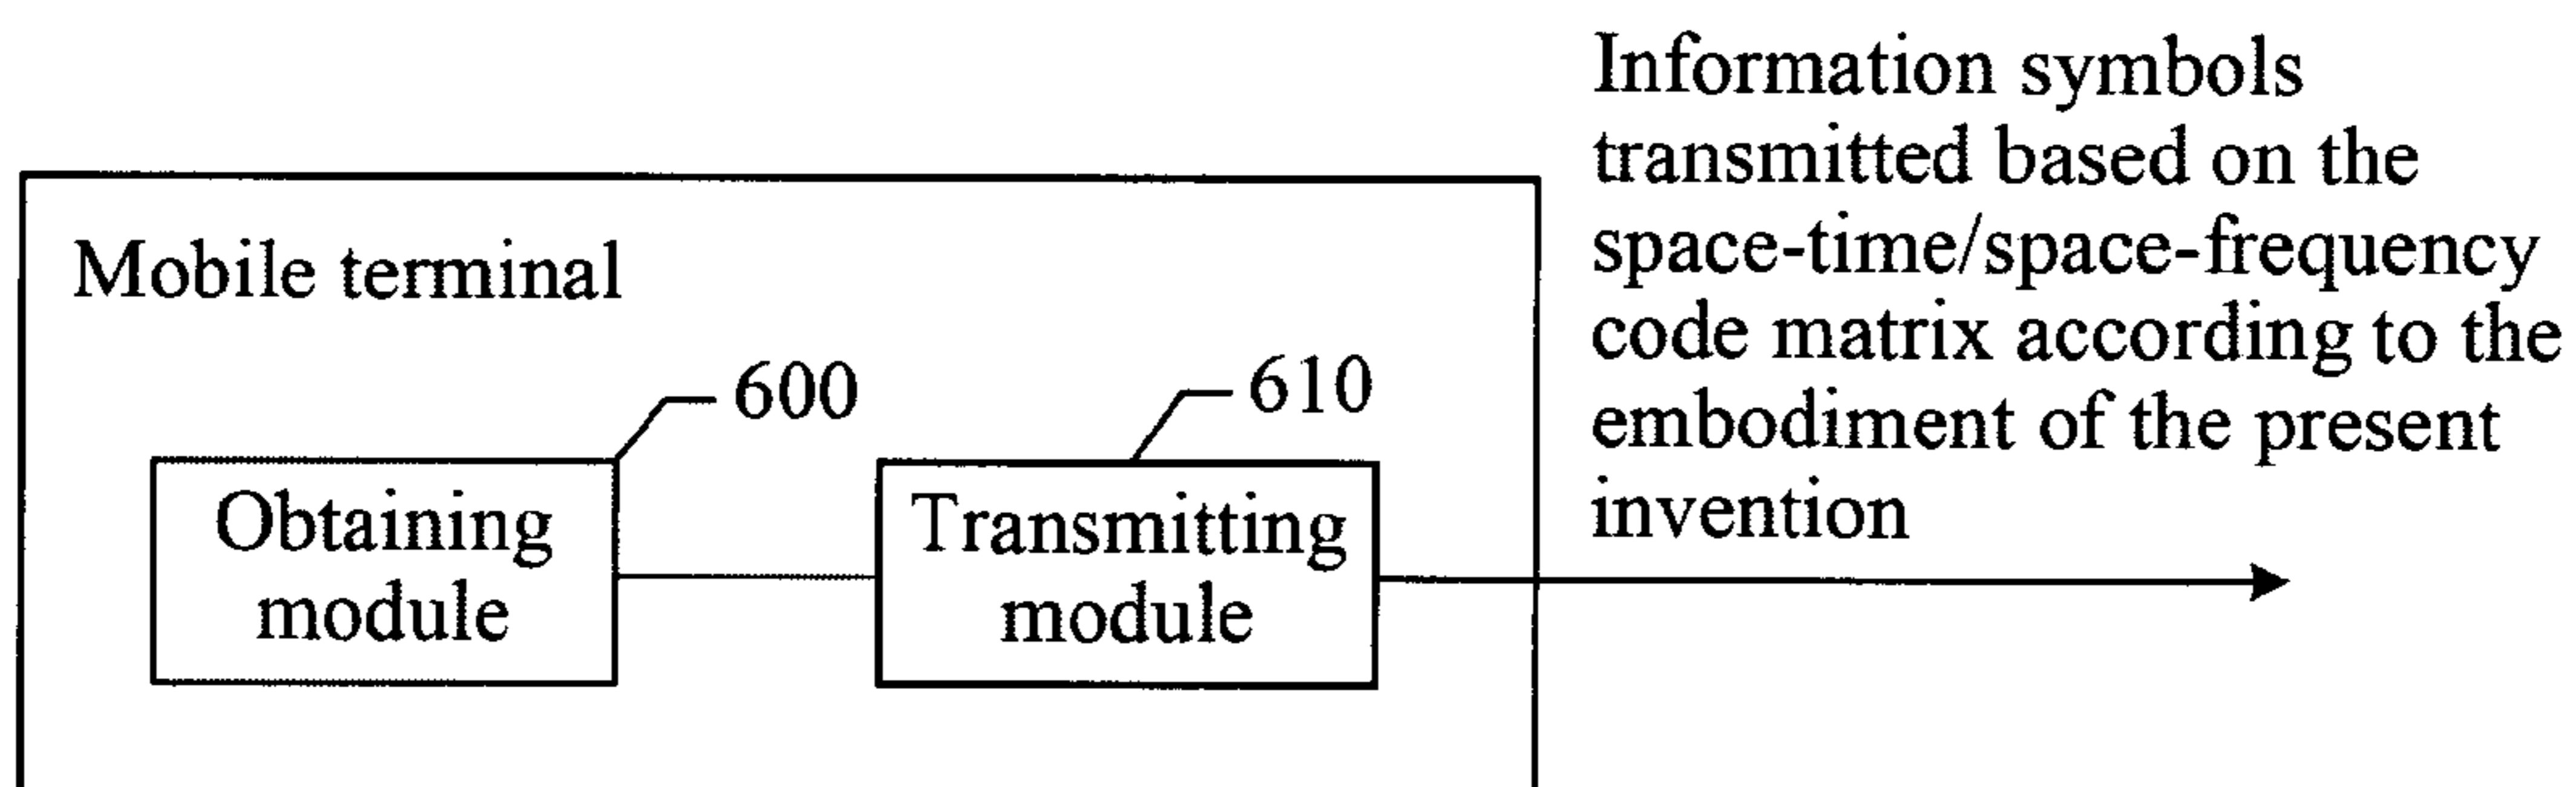 Information symbols
transmitted based on the
space-time/space-frequency
code matrix according to the
embodiment of the present
invention
Mobile terminal
600
610
Obtaining
module
Transmitting
module